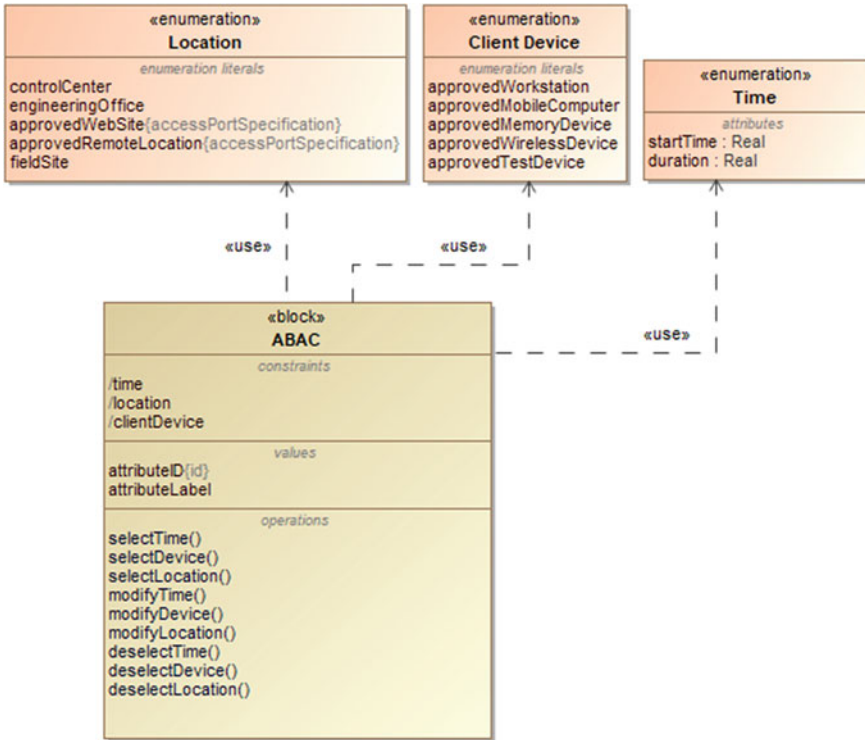 «enumeration»
Location
enumeration literals
controlCenter
engineeringOffice
approvedWebSite{accessPortSpecification}
approvedRemoteLocation{accessPortSpecification}
fieldSite
«enumeration»
Client Device
enumeration literals
approvedWorkstation
approvedMobileComputer
approvedMemoryDevice
approvedWirelessDevice
approvedTestDevice
«enumeration»
Time
attributes
startTime : Real
duration : Real
«use»
«use»
«use»
«block»
ABAC
constraints
/time
/location
/clientDevice
values
attributeID{id}
attributeLabel
operations
selectTime()
selectDevice()
selectLocation()
modifyTime()
modifyDevice()
modifyLocation()
deselectTime()
deselectDevice()
deselectLocation()